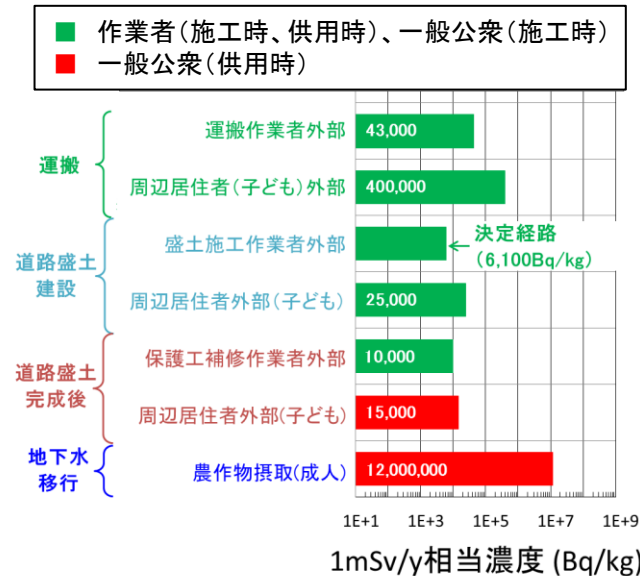 作業者(施工時、供用時)、一般公衆(施工時)
一般公衆(供用時)
運搬
運搬作業者外部
43,000
周辺居住者(子ども)外部
400,000
道路盛土
建設
盛土施工作業者外部
決定経路
(6,100Bq/kg)
周辺居住者外部(子ども)
25,000
道路盛土
完成後
保護工補修作業者外部
10,000
周辺居住者外部(子ども)
15,000
地下水
移行
農作物摂取(成人)
12,000,000
1E+1 1E+3 1E+5 1E+7 1E+9
1mSv/y相当濃度 (Bq/kg)